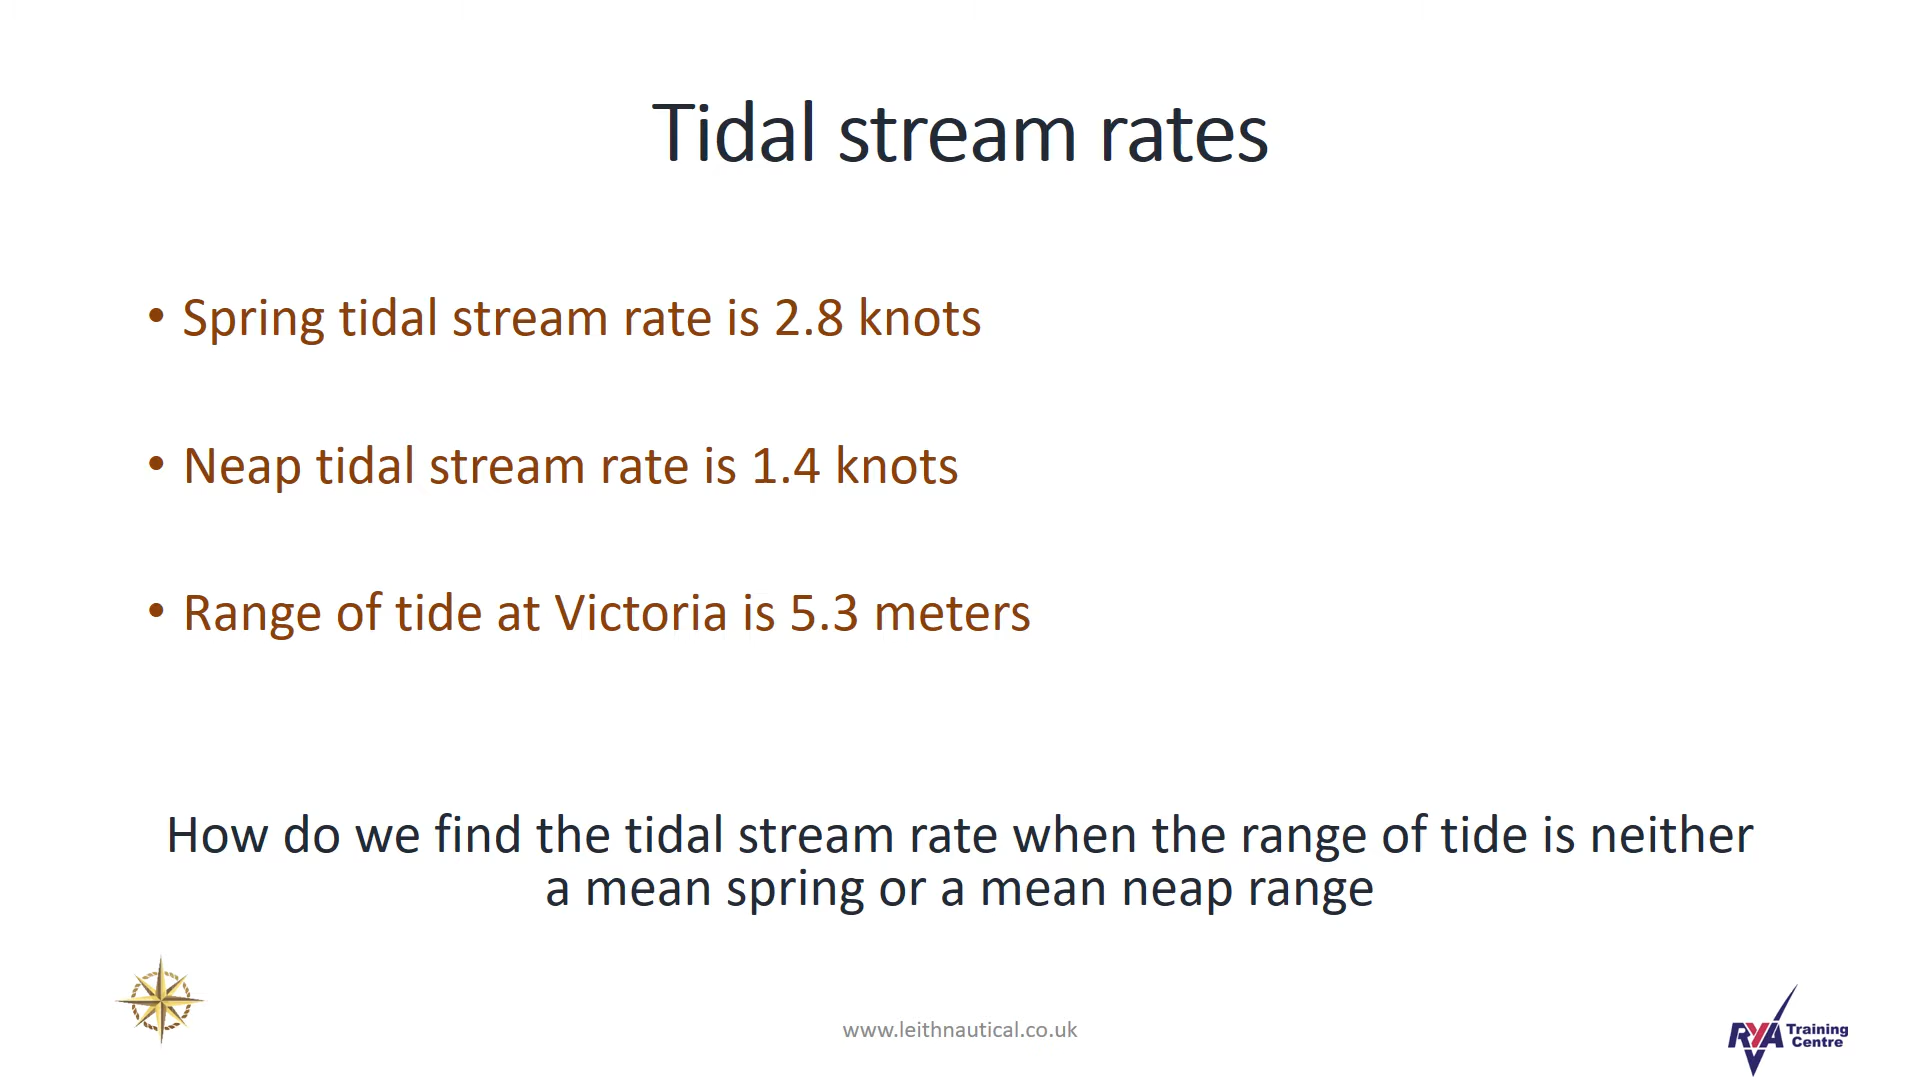 Tidal stream rates
• Spring tidal stream rate is 2.8 knots
• Neap tidal stream rate is 1.4 knots
• Range of tide at Victoria is 5.3 meters
How do we find the tidal stream rate when the range of tide is neither
a mean spring or a mean neap range
www.leithnautical.co.uk
RYA Training
Centre